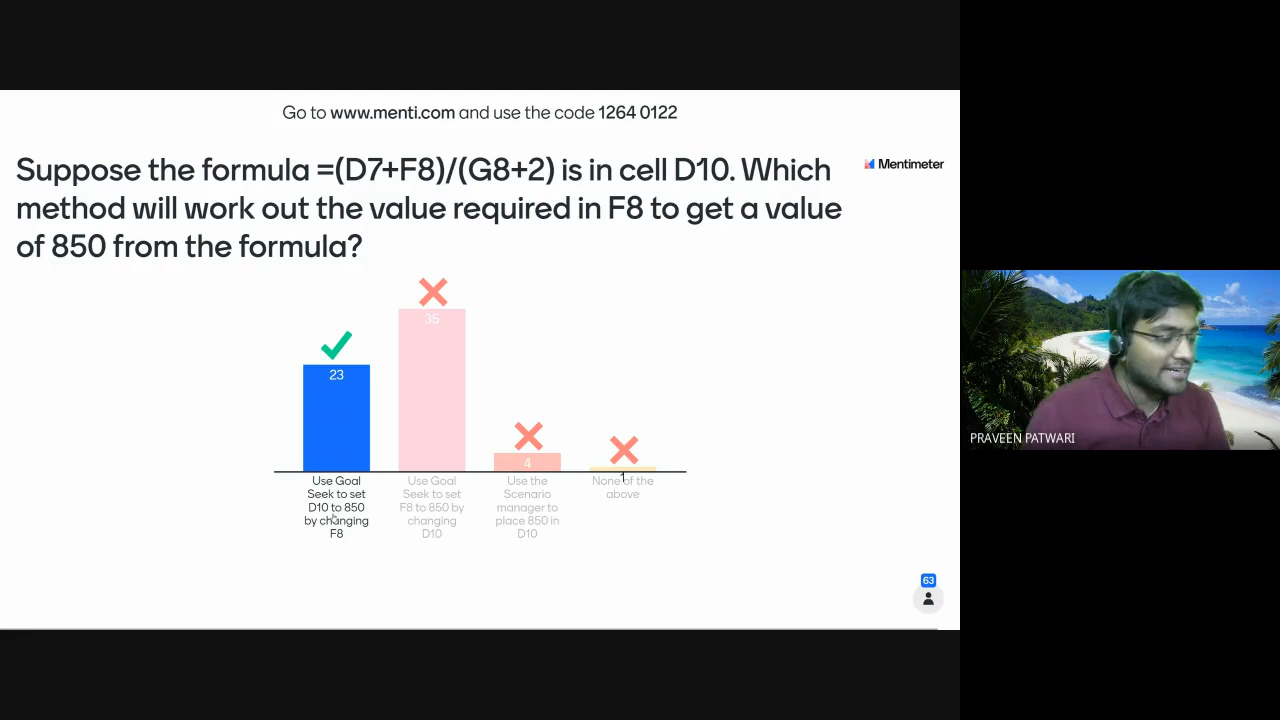 Go to www.menti.com and use the code 1264 0122
Suppose the formula =(D7+F8)/(G8+2) is in cell D10. Which
method will work out the value required in F8 to get a value
of 850 from the formula?
Mentimeter
23
35
4
1
Use Goal
Seek to set
D10 to 850
by changing
F8
Use Goal
Seek to set
F8 to 850 by
changing
D10
Use the
Scenario
manager to
place 850 in
D10
None of the
above
63
PRAVEEN PATWARI